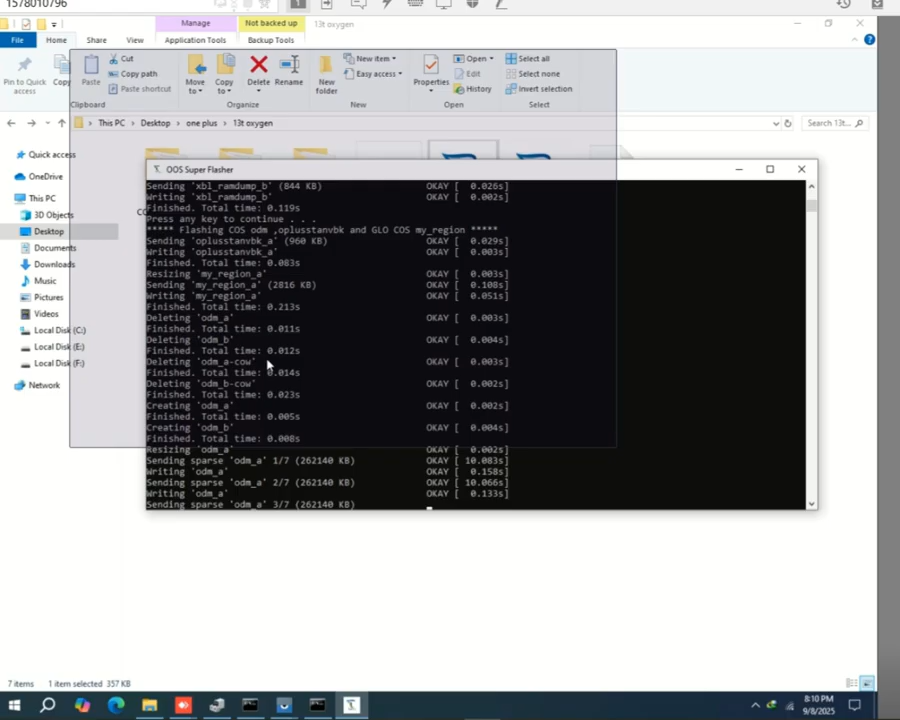 1578010796
Manage
Not backed up
13t oxygen
File
Home
Share
View
Application Tools
Backup Tools
Pin to Quick access
Copy
Paste
Cut
Copy path
Paste shortcut
Clipboard
Move to
Copy to
Delete
Rename
Organize
New folder
New item
Easy access
New
Properties
Open
Edit
History
Open
Select all
Select none
Invert selection
Select
This PC
Desktop
one plus
13t oxygen
Search 13t...
Quick access
OneDrive
This PC
3D Objects
Desktop
Documents
Downloads
Music
Pictures
Videos
Local Disk (C:)
Local Disk (E:)
Local Disk (F:)
Network
OOS Super Flasher
Sending 'xbl_ramdump_b' (844 KB) OKAY [ 0.026s]
Writing 'xbl_ramdump_b' OKAY [ 0.002s]
Finished. Total time: 0.119s
Press any key to continue . . .
***** Flashing COS odm ,oplusstanvbk and GLO COS my_region *****
Sending 'oplusstanvbk_a' (960 KB) OKAY [ 0.029s]
Writing 'oplusstanvbk_a' OKAY [ 0.003s]
Finished. Total time: 0.083s
Resizing 'my_region_a' OKAY [ 0.003s]
Sending 'my_region_a' (2816 KB) OKAY [ 0.108s]
Writing 'my_region_a' OKAY [ 0.051s]
Finished. Total time: 0.213s
Deleting 'odm_a' OKAY [ 0.003s]
Finished. Total time: 0.011s
Deleting 'odm_b' OKAY [ 0.004s]
Finished. Total time: 0.012s
Deleting 'odm_a-cow' OKAY [ 0.003s]
Finished. Total time: 0.014s
Deleting 'odm_b-cow' OKAY [ 0.002s]
Finished. Total time: 0.023s
Creating 'odm_a' OKAY [ 0.002s]
Finished. Total time: 0.005s
Creating 'odm_b' OKAY [ 0.004s]
Finished. Total time: 0.008s
Resizing 'odm_a' OKAY [ 0.002s]
Sending sparse 'odm_a' 1/7 (262140 KB) OKAY [ 10.083s]
Writing 'odm_a' OKAY [ 0.158s]
Sending sparse 'odm_a' 2/7 (262140 KB) OKAY [ 10.066s]
Writing 'odm_a' OKAY [ 0.133s]
Sending sparse 'odm_a' 3/7 (262140 KB)
7 items 1 item selected 357 KB
8:10 PM
9/8/2025